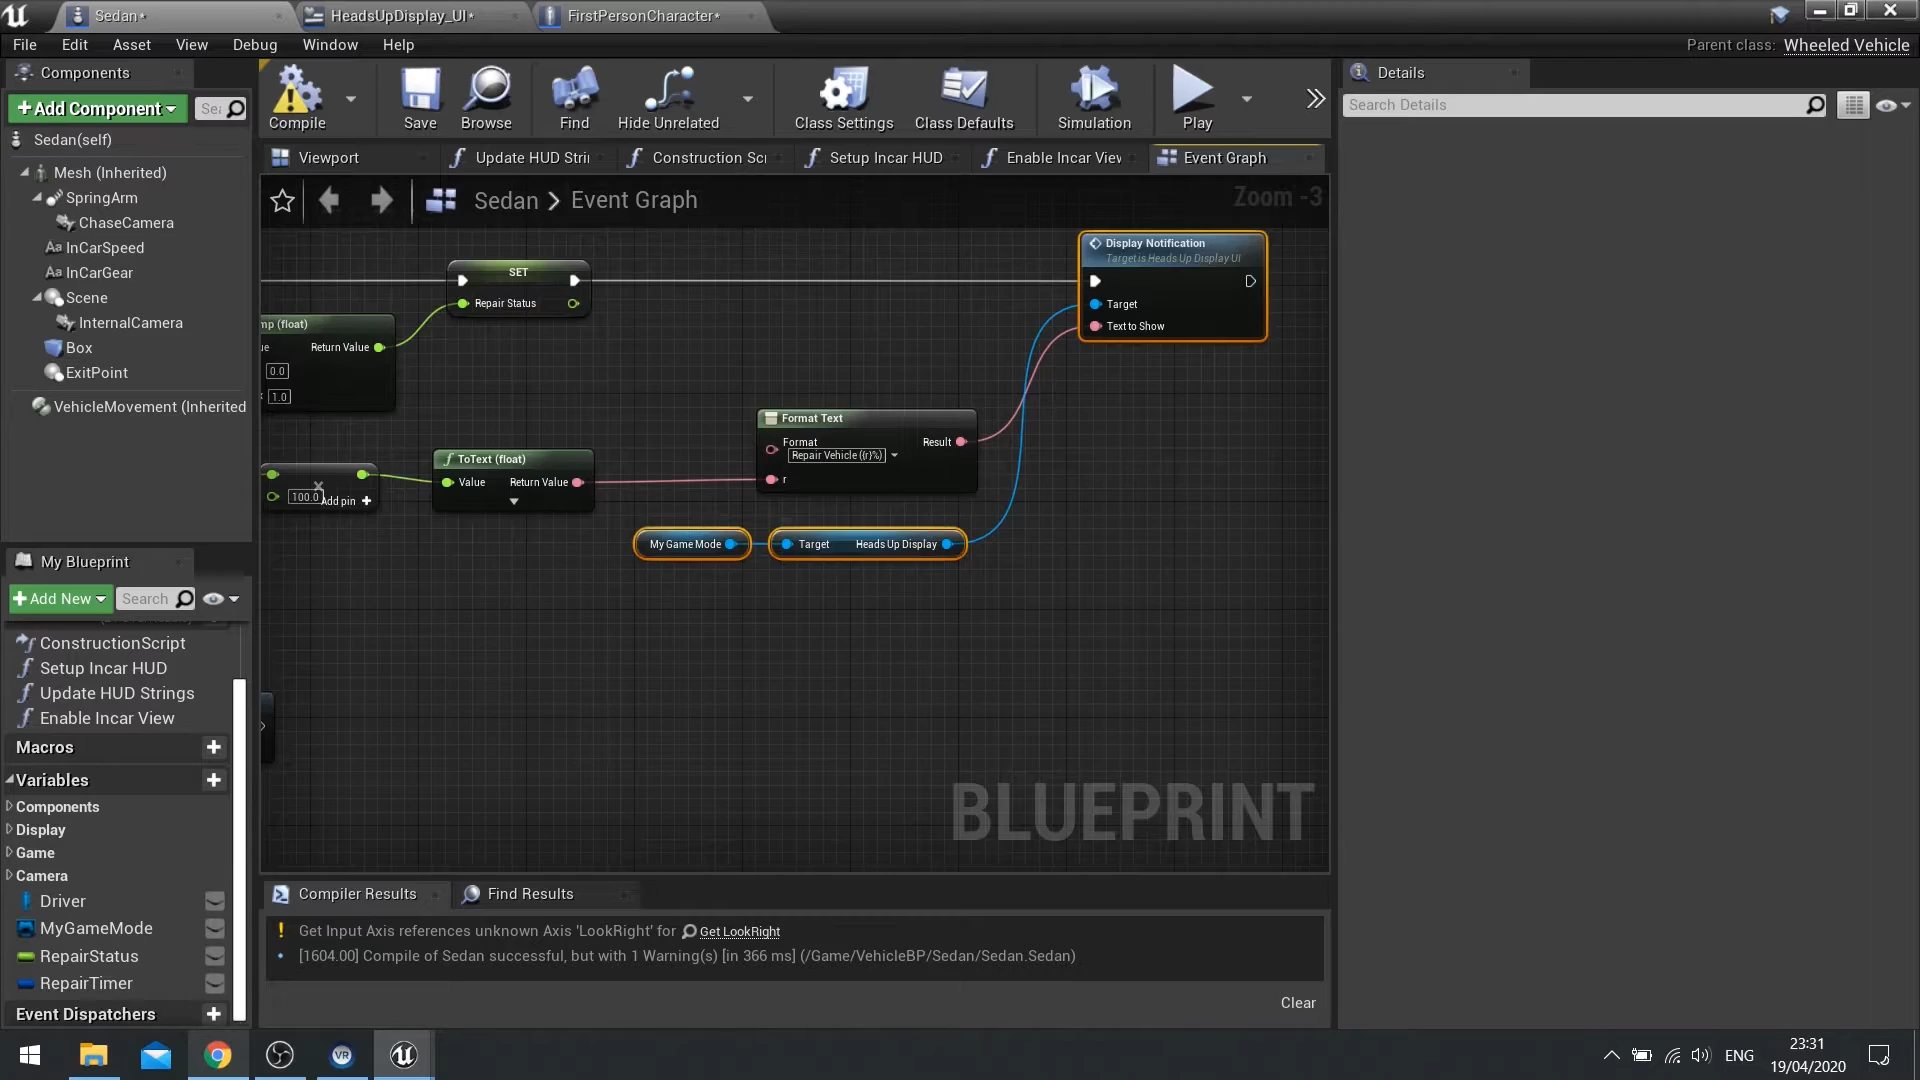 Sedan*
HeadsUpDisplay_UI*
FirstPersonCharacter*
File Edit Asset View Debug Window Help
Parent class: Wheeled Vehicle
Components
+Add Component
Sedan(self)
Mesh (Inherited)
SpringArm
ChaseCamera
InCarSpeed
InCarGear
Scene
InternalCamera
Box
ExitPoint
VehicleMovement (Inherited
Compile
Save
Browse
Find
Hide Unrelated
Class Settings
Class Defaults
Simulation
Play
Viewport
Update HUD Stri
Construction Sc
Setup Incar HUD
Enable Incar View
Event Graph
Sedan > Event Graph
Zoom -3
SET
Repair Status
mp (float)
ue
Return Value
0.0
1.0
100.0
Add pin +
ToText (float)
Value
Return Value
Format Text
Format
Repair Vehicle ({r}%)
Result
r
My Game Mode
Target
Heads Up Display
Display Notification
Target is Heads Up Display UI
Target
Text to Show
BLUEPRINT
My Blueprint
+Add New
Search
ConstructionScript
Setup Incar HUD
Update HUD Strings
Enable Incar View
Macros
Variables
Components
Display
Game
Camera
Driver
MyGameMode
RepairStatus
RepairTimer
Event Dispatchers
Compiler Results
Find Results
Get Input Axis references unknown Axis 'LookRight' for Get LookRight
[1604.00] Compile of Sedan successful, but with 1 Warning(s) [in 366 ms] (/Game/VehicleBP/Sedan/Sedan.Sedan)
Clear
Details
Search Details
VR
ENG
23:31
19/04/2020